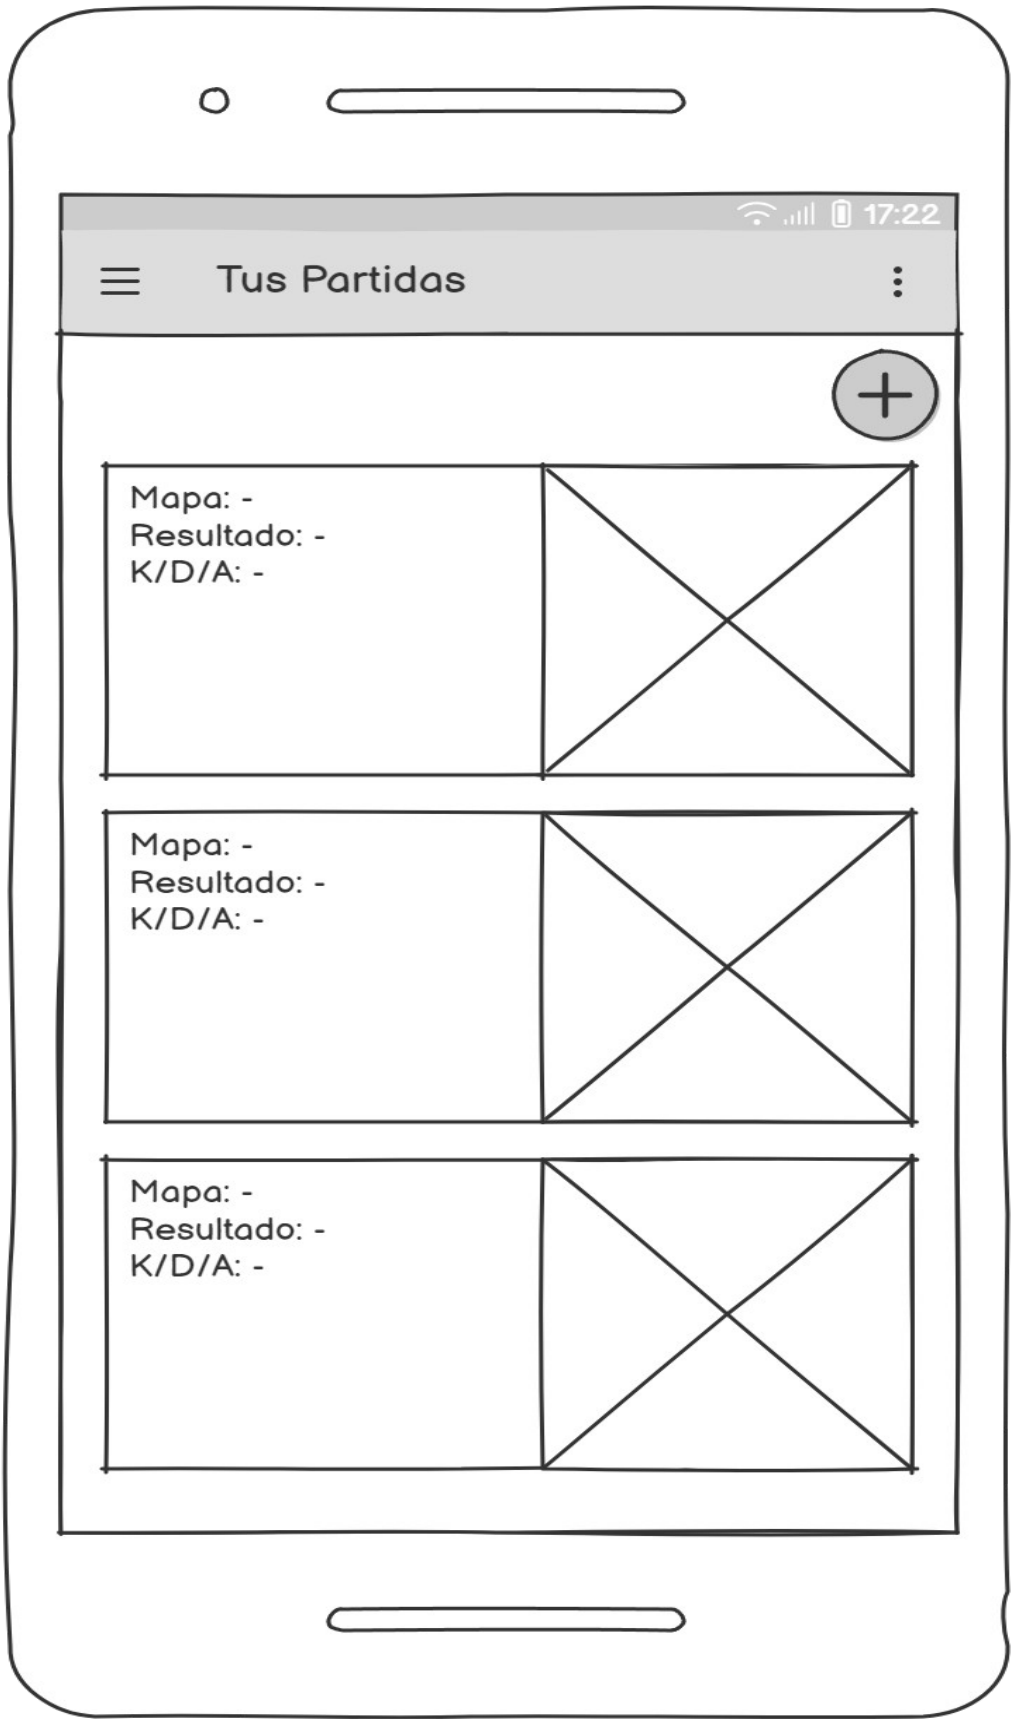 17:22
Tus Partidas
Mapa: -
Resultado: -
K/D/A: -
Mapa: -
Resultado: -
K/D/A: -
Mapa: -
Resultado: -
K/D/A: -